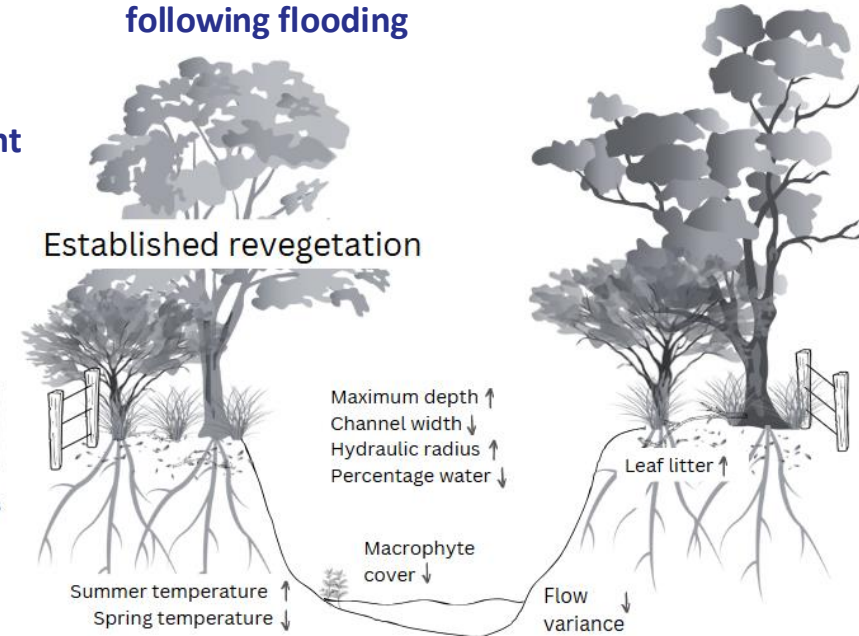 following flooding
nt
Established revegetation
Maximum depth ↑
Channel width ↓
Hydraulic radius ↑
Percentage water ↓
Leaf litter ↑
Macrophyte
cover ↓
Summer temperature ↑
Spring temperature ↓
Flow
variance ↓